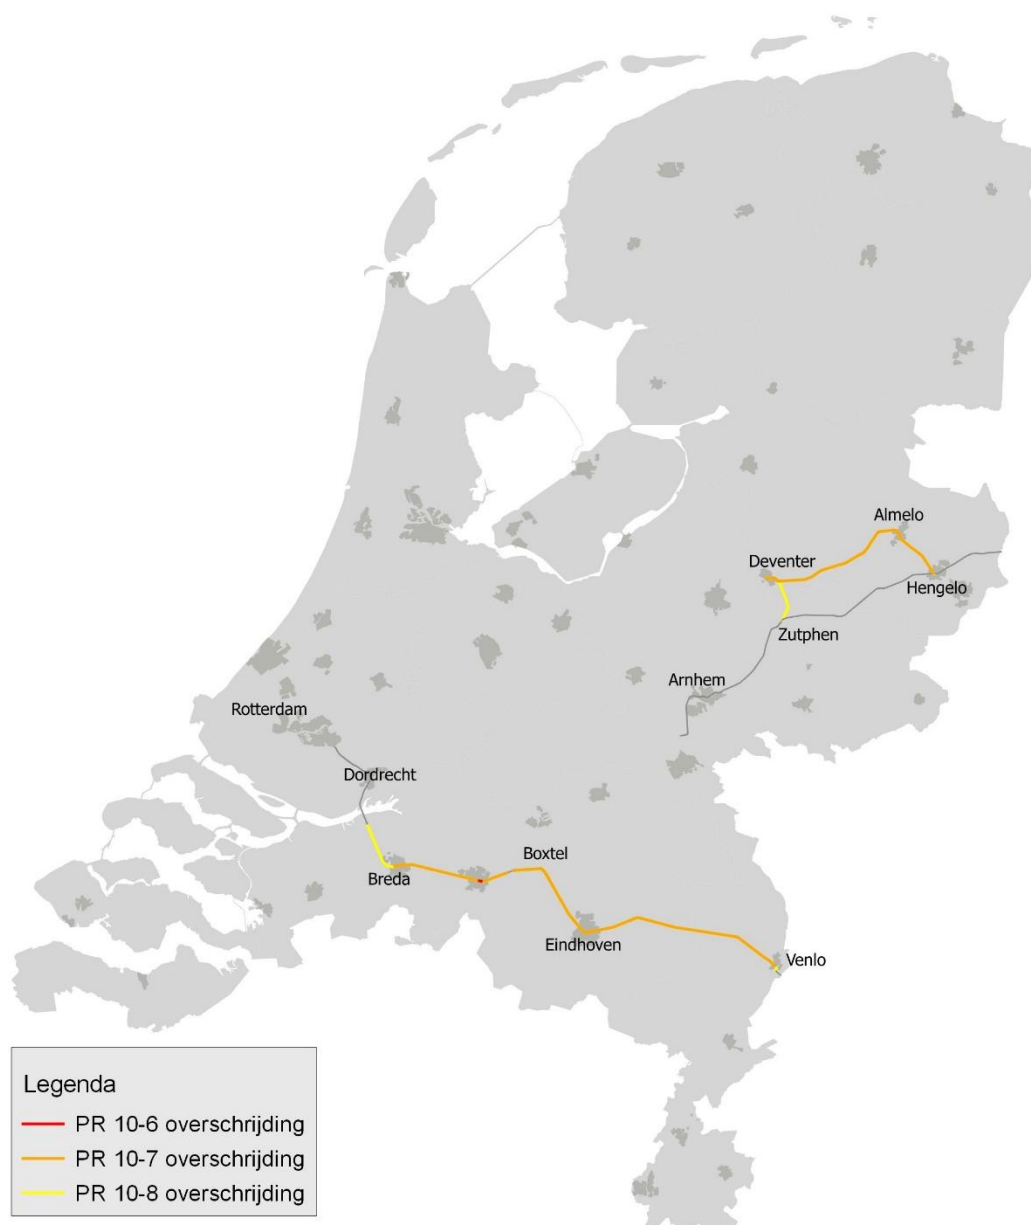 Almelo
Deventer
Hengelo
Zutphen
Arnhem
Rotterdam
Dordrecht
Boxtel
Breda
Eindhoven
Venlo
Legenda
PR 10-6 overschrijding
PR 10-7 overschrijding
PR 10-8 overschrijding